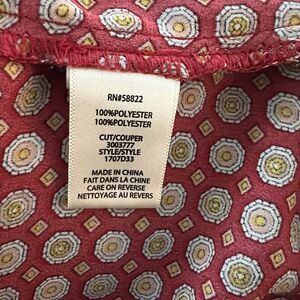 RN#58822
100%POLYESTER
100%POLYESTER
CUT/COUPER
3003777
STYLE/STYLE
1707D33
MADE IN CHINA
FAIT DANS LA CHINE
CARE ON REVERSE
NETTOYAGE AU REVERS